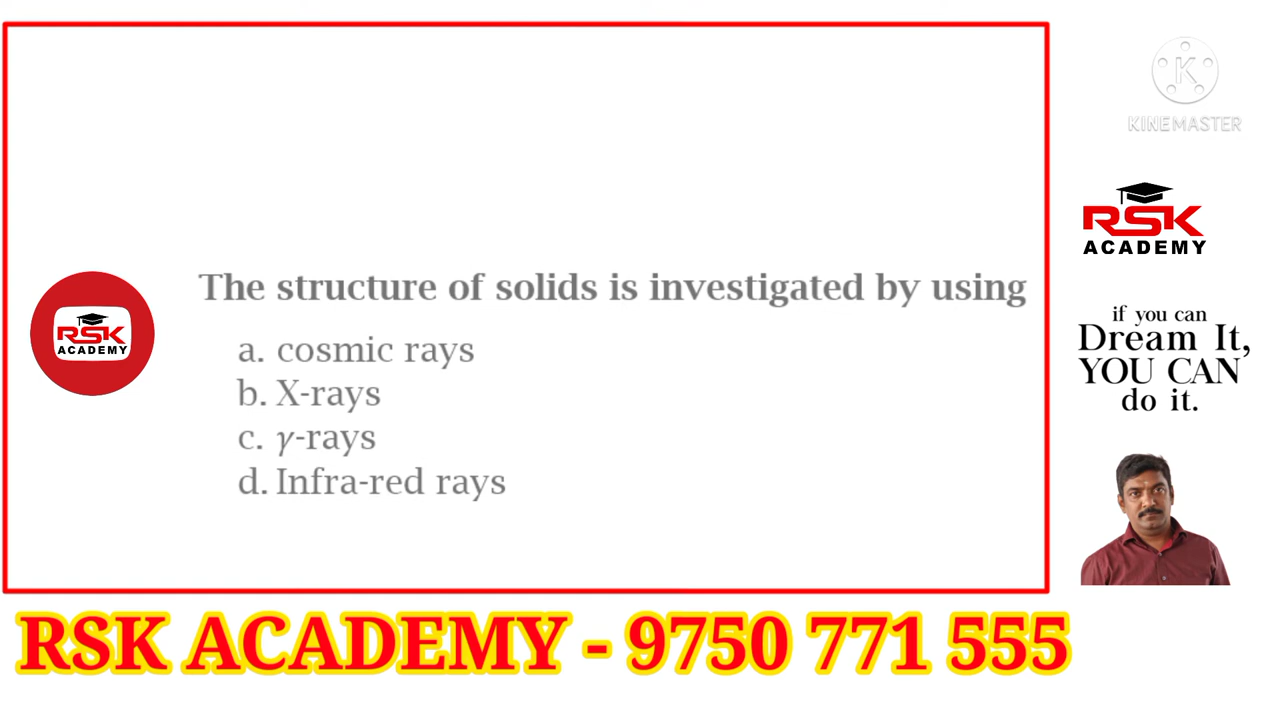 The structure of solids is investigated by using
a. cosmic rays
b. X-rays
c. γ-rays
d. Infra-red rays
RSK
ACADEMY
K
KINEMASTER
RSK
ACADEMY
if you can
Dream It,
YOU CAN
do it.
RSK ACADEMY - 9750 771 555